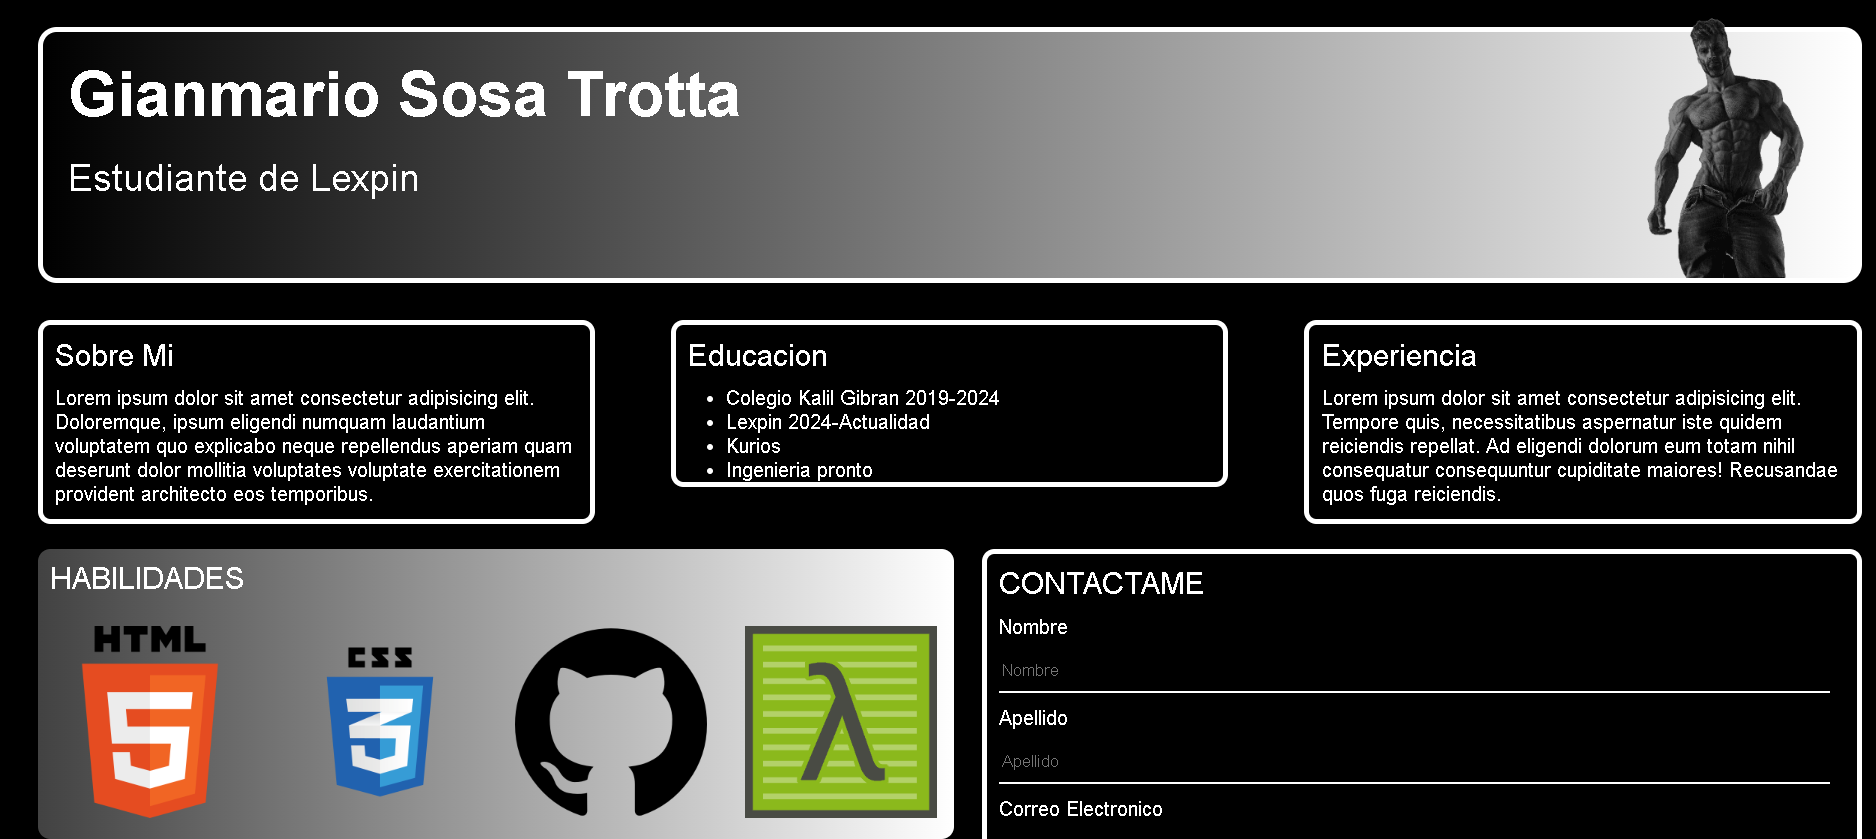 Gianmario Sosa Trotta
Estudiante de Lexpin
Sobre Mi
Lorem ipsum dolor sit amet consectetur adipisicing elit.
Doloremque, ipsum eligendi numquam laudantium
voluptatem quo explicabo neque repellendus aperiam quam
deserunt dolor mollitia voluptates voluptate exercitationem
provident architecto eos temporibus.
Educacion
Colegio Kalil Gibran 2019-2024
Lexpin 2024-Actualidad
Kurios
Ingenieria pronto
Experiencia
Lorem ipsum dolor sit amet consectetur adipisicing elit.
Tempore quis, necessitatibus aspernatur iste quidem
reiciendis repellat. Ad eligendi dolorum eum totam nihil
consequatur consequuntur cupiditate maiores! Recusandae
quos fuga reiciendis.
HABILIDADES
HTML
5
CSS
3
λ
CONTACTAME
Nombre
Nombre
Apellido
Apellido
Correo Electronico